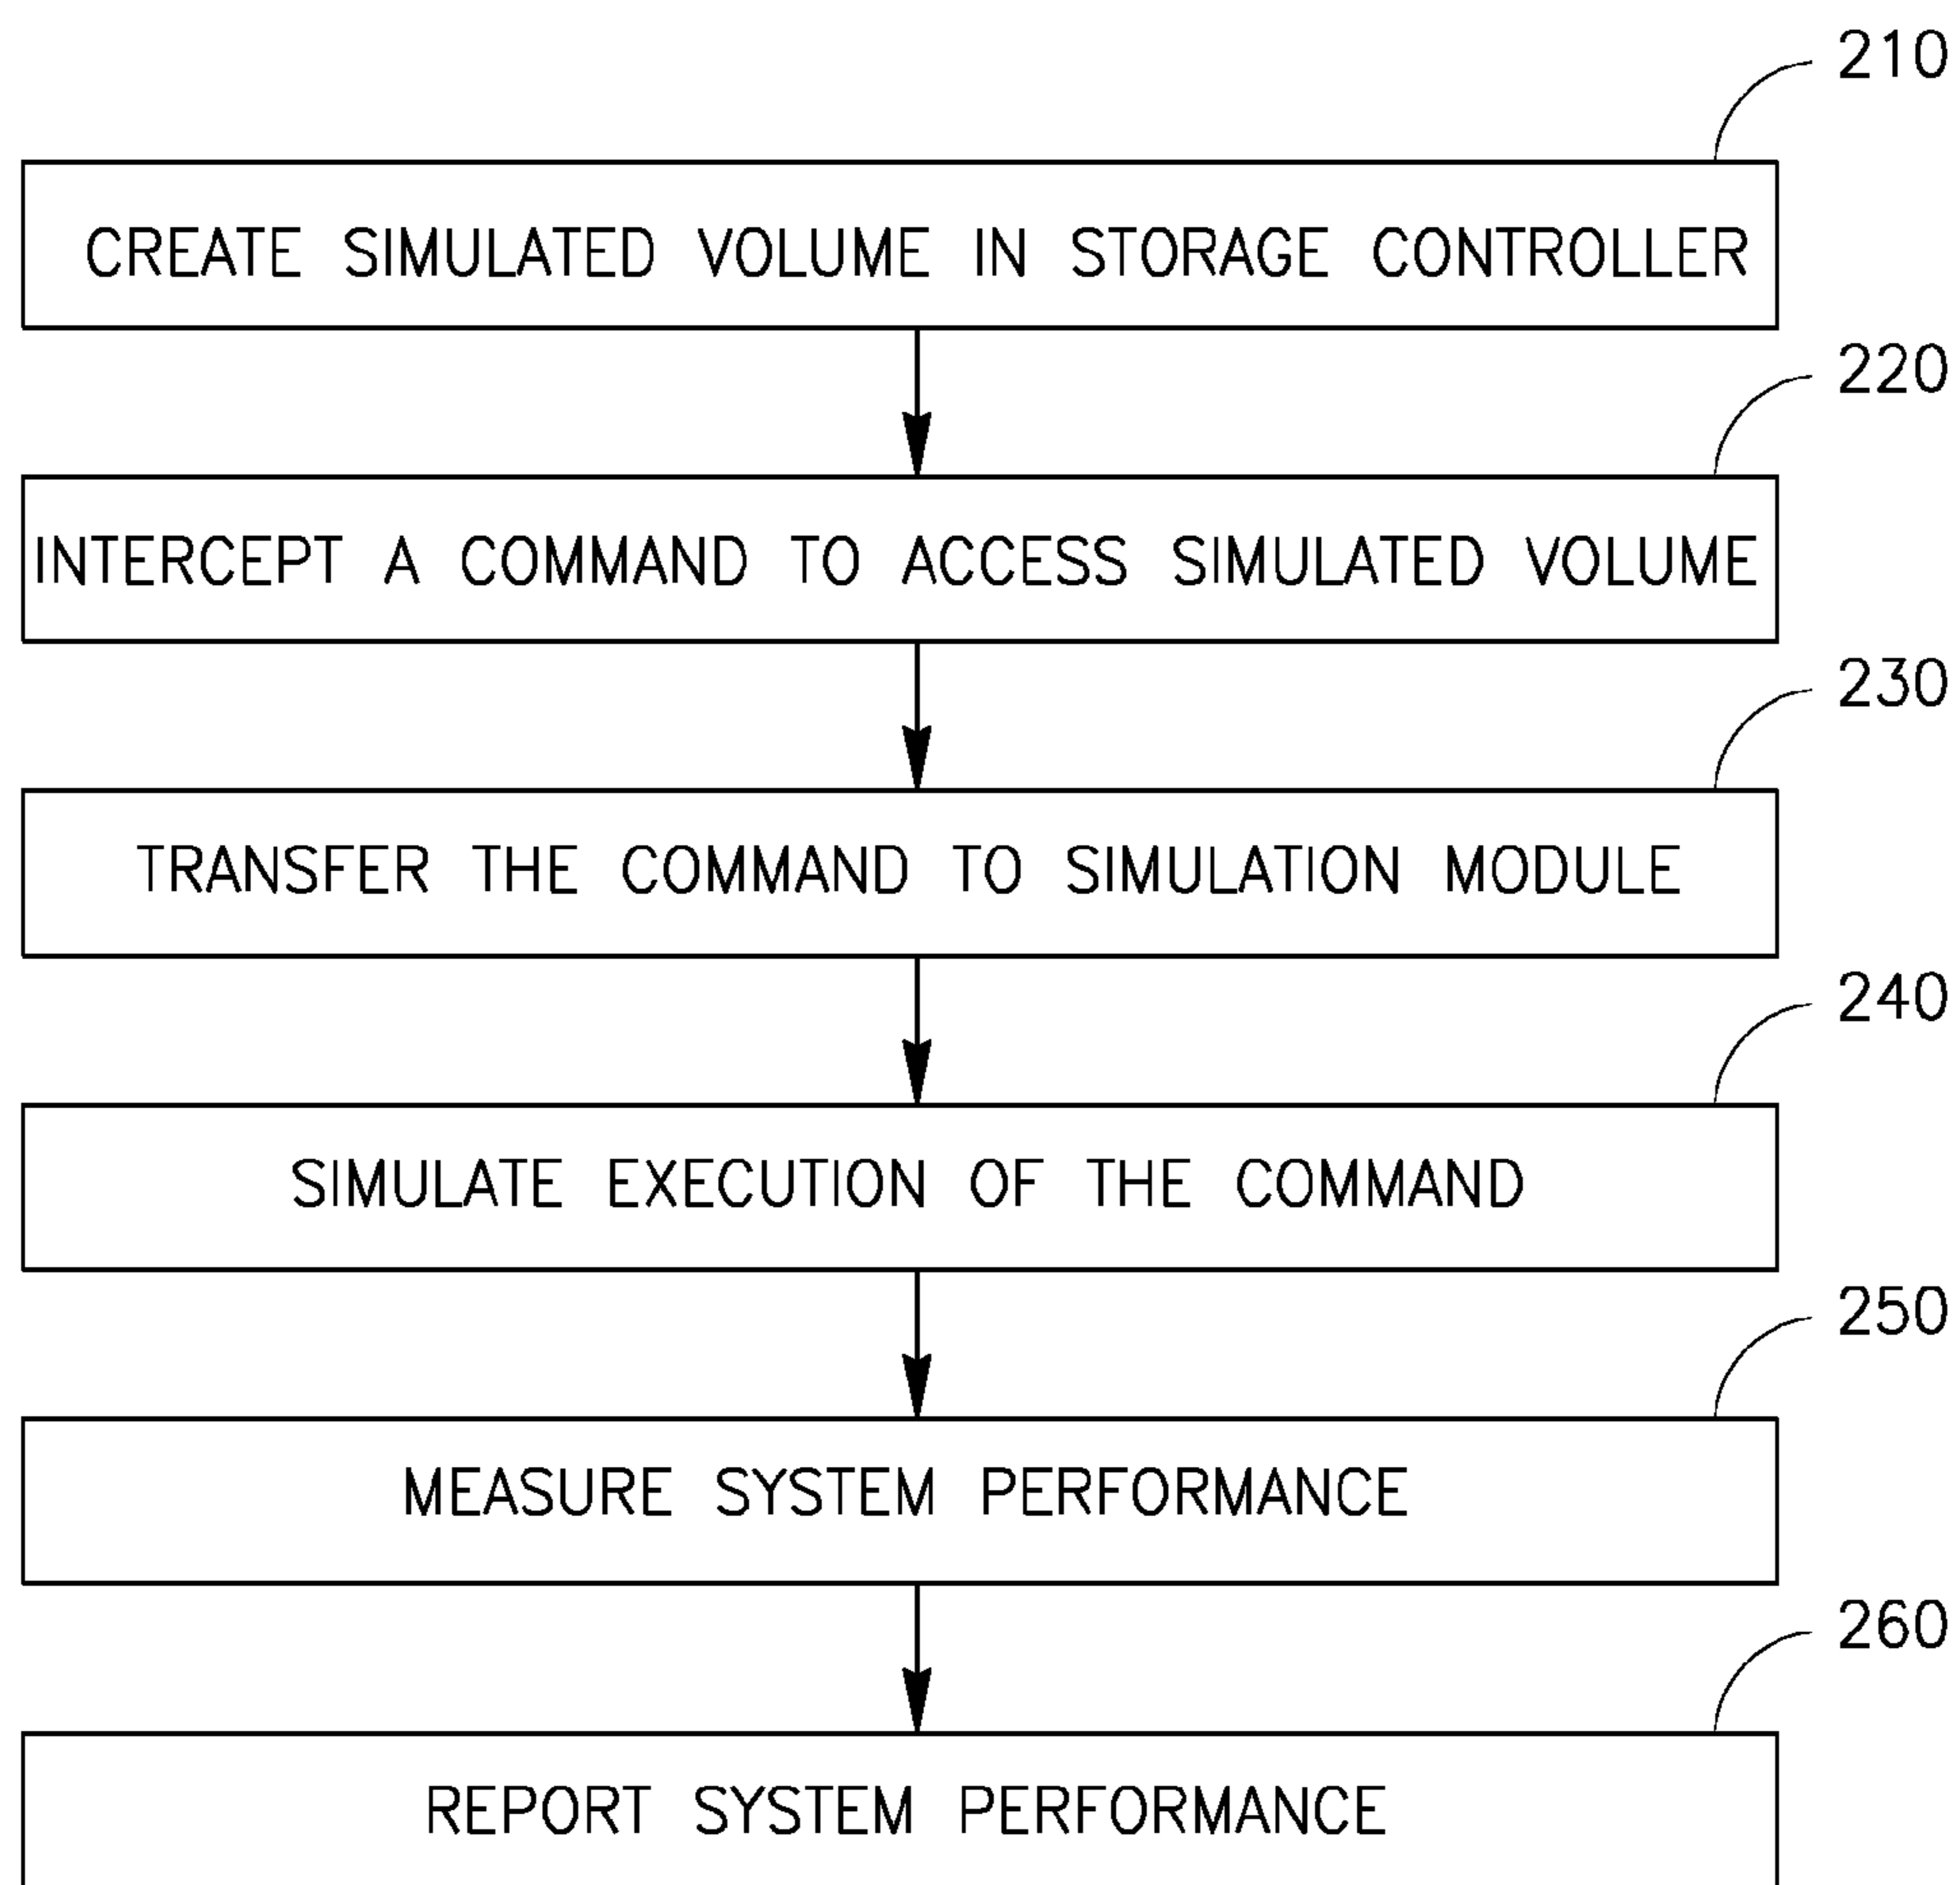 210
CREATE SIMULATED VOLUME IN STORAGE CONTROLLER
220
INTERCEPT A COMMAND TO ACCESS SIMULATED VOLUME
230
TRANSFER THE COMMAND TO SIMULATION MODULE
240
SIMULATE EXECUTION OF THE COMMAND
250
MEASURE SYSTEM PERFORMANCE
260
REPORT SYSTEM PERFORMANCE